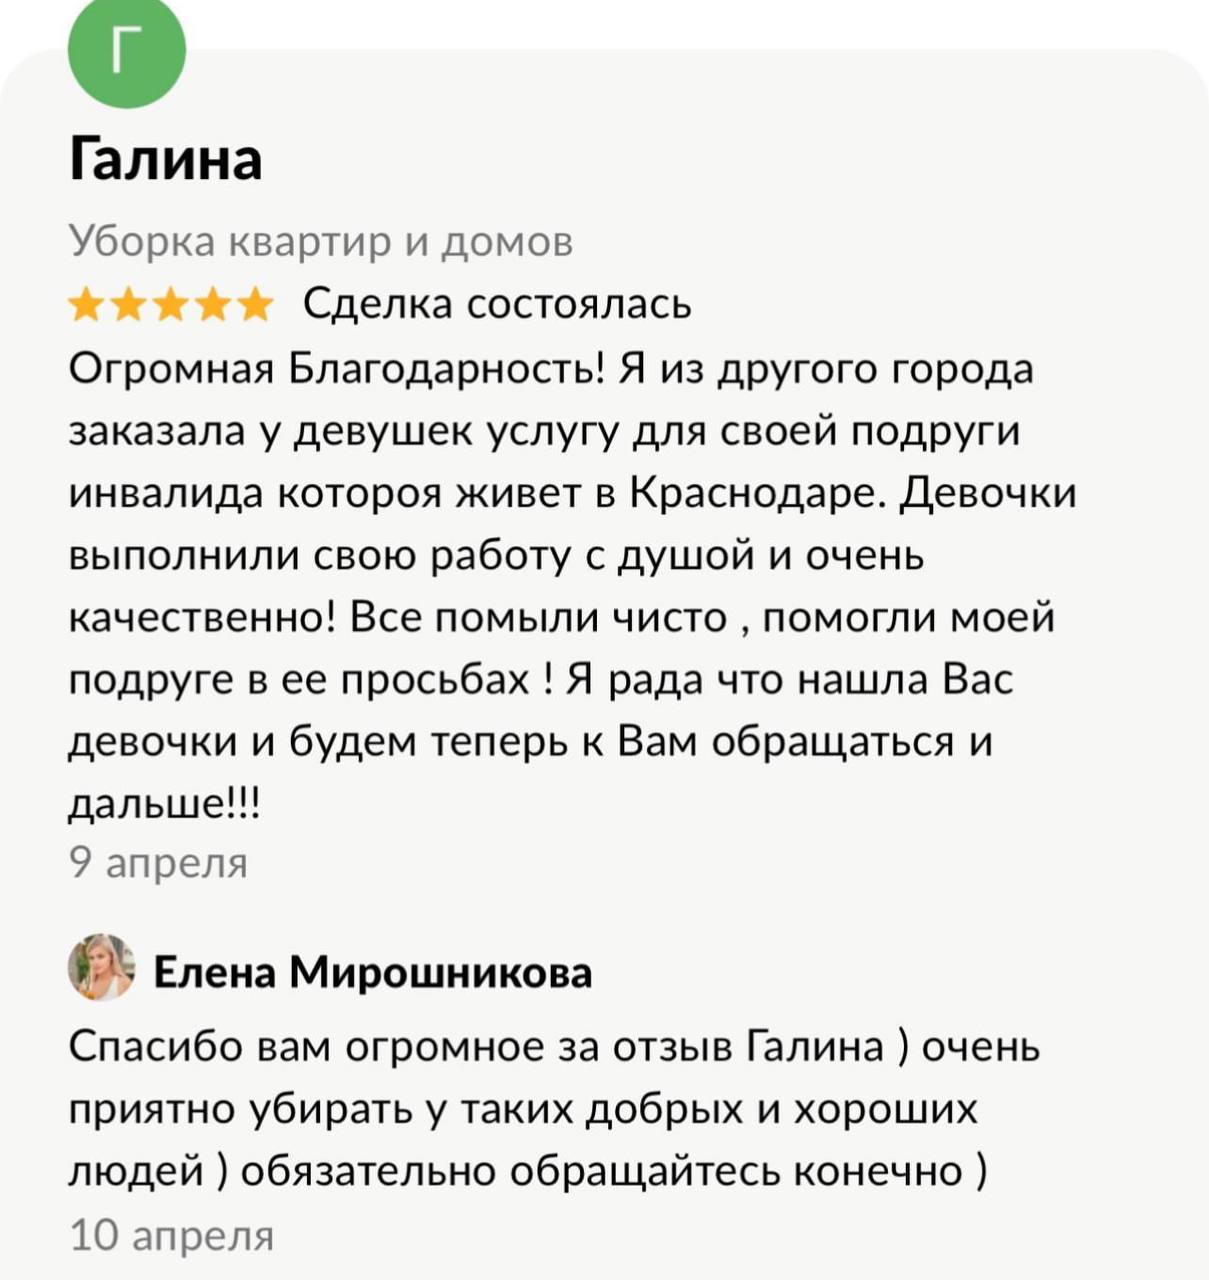 Г
Галина
Уборка квартир и домов
Сделка состоялась
Огромная Благодарность! Я из другого города
заказала у девушек услугу для своей подруги
инвалида котороя живет в Краснодаре. Девочки
выполнили свою работу с душой и очень
качественно! Все помыли чисто , помогли моей
подруге в ее просьбах ! Я рада что нашла Вас
девочки и будем теперь к Вам обращаться и
дальше!!!
9 апреля
Елена Мирошникова
Спасибо вам огромное за отзыв Галина ) очень
приятно убирать у таких добрых и хороших
людей ) обязательно обращайтесь конечно )
10 апреля